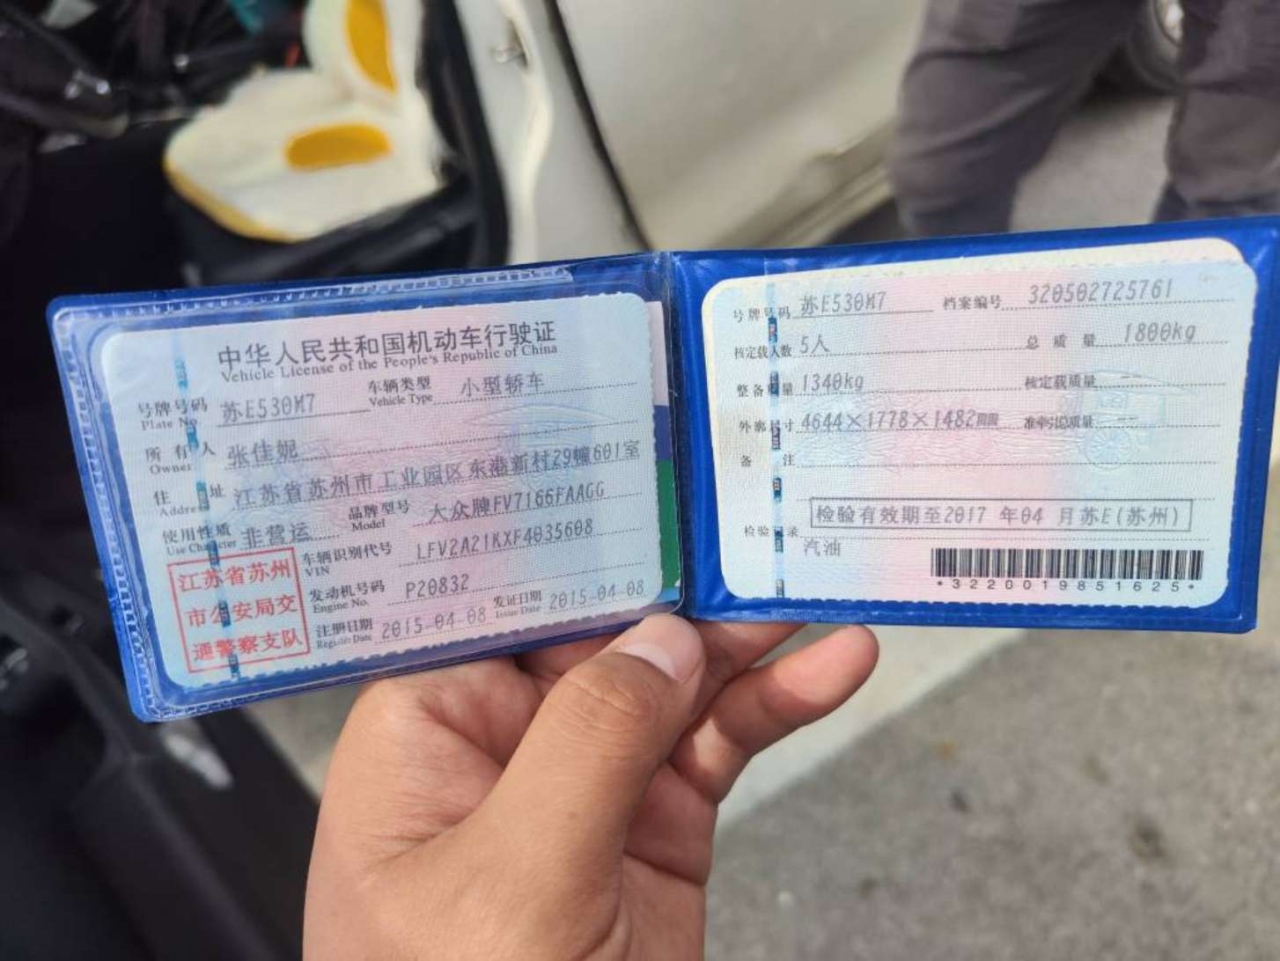 中华人民共和国机动车行驶证
Vehicle License of the People's Republic of China
号牌号码 苏E530M7 车辆类型 小型轿车
Plate No. Vehicle Type
所有人 张佳妮
Owner
住址 江苏省苏州市工业园区东港新村29幢601室
Address
使用性质 非营运 品牌型号 大众牌FV7166FAAGG
Use Character Model
车辆识别代号 LFV2A21KXF4035608
VIN
发动机号码 P20832
Engine No.
注册日期 2015-04-08 发证日期 2015-04-08
Register Date Issue Date
江苏省苏州
市公安局交
通警察支队
号牌号码 苏E530M7 档案编号 320502725761
核定载人数 5人 总质量 1800kg
整备质量 1340kg 核定载质量 --
外廓尺寸 4644×1778×1482mm 准牵引总质量 --
备注
检验记录 检验有效期至2017 年04 月苏E(苏州)
汽油
*3220019851625*